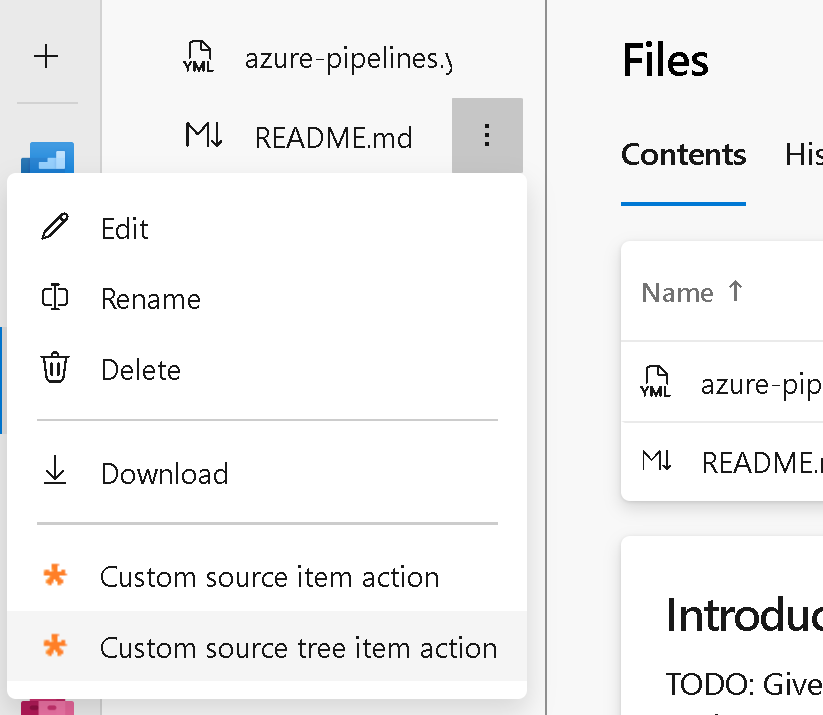 azure-pipelines.y
README.md
Edit
Rename
Delete
Download
Custom source item action
Custom source tree item action
Files
Contents His
Name ↑
YML azure-pip
M↓ README.
Introduc
TODO: Give